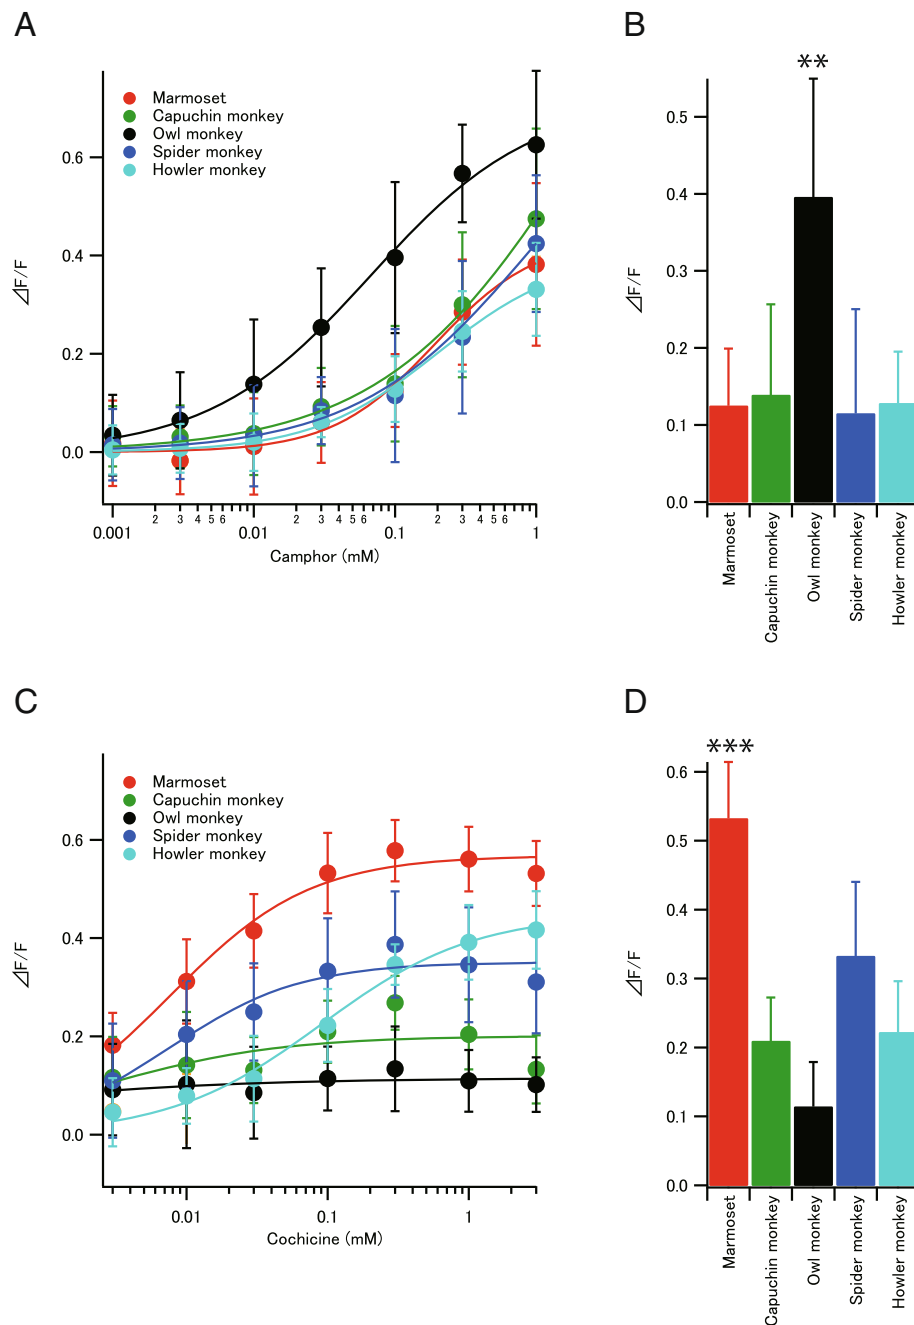 A
Marmoset
Capuchin monkey
Owl monkey
Spider monkey
Howler monkey
0.6
0.4
0.2
0.0
⊿F/F
0.001
2
3
4
5
6
0.01
2
3
4
5
6
0.1
2
3
4
5
6
1
Camphor (mM)
B
**
0.5
0.4
0.3
0.2
0.1
0.0
⊿F/F
Marmoset
Capuchin monkey
Owl monkey
Spider monkey
Howler monkey
C
Marmoset
Capuchin monkey
Owl monkey
Spider monkey
Howler monkey
0.6
0.4
0.2
0.0
⊿F/F
0.01
0.1
1
Cochicine (mM)
D
***
0.6
0.5
0.4
0.3
0.2
0.1
0.0
⊿F/F
Marmoset
Capuchin monkey
Owl monkey
Spider monkey
Howler monkey